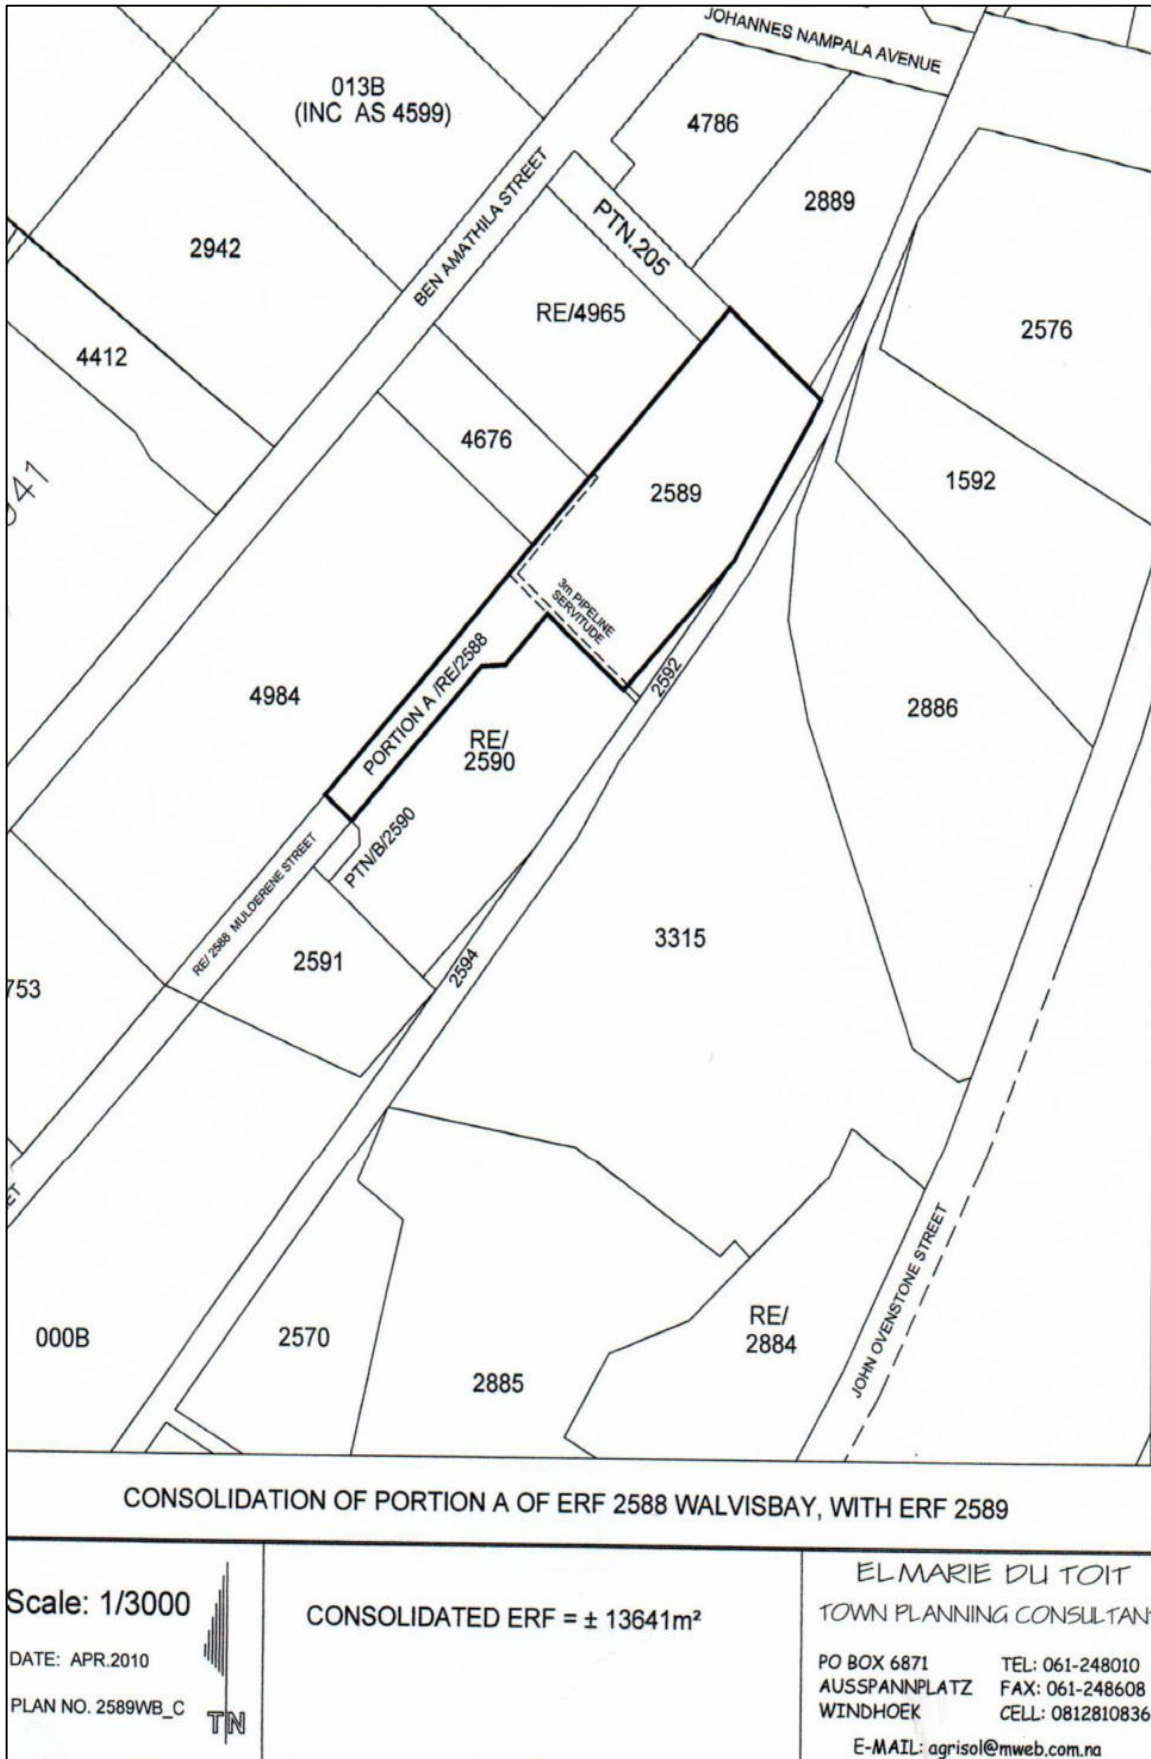 JOHANNES NAMPALA AVENUE
013B
(INC AS 4599)
4786
BEN AMATHILA STREET
2889
2942
PTN.205
RE/4965
2576
4412
4676
2589
1592
041
3m PIPELINE
SERVITUDE
PORTION A /RE/2588
2592
4984
2886
RE/
2590
PTN/B/2590
RE/ 2588 MULDERENE STREET
2591
2594
3315
753
ET
JOHN OVENSTONE STREET
000B
2570
RE/
2884
2885
CONSOLIDATION OF PORTION A OF ERF 2588 WALVISBAY, WITH ERF 2589
Scale: 1/3000
DATE: APR.2010
PLAN NO. 2589WB_C
TN
CONSOLIDATED ERF = ± 13641m²
ELMARIE DU TOIT
TOWN PLANNING CONSULTANT
PO BOX 6871
AUSSPANNPLATZ
WINDHOEK
TEL: 061-248010
FAX: 061-248608
CELL: 0812810836
E-MAIL: agrisol@mweb.com.na